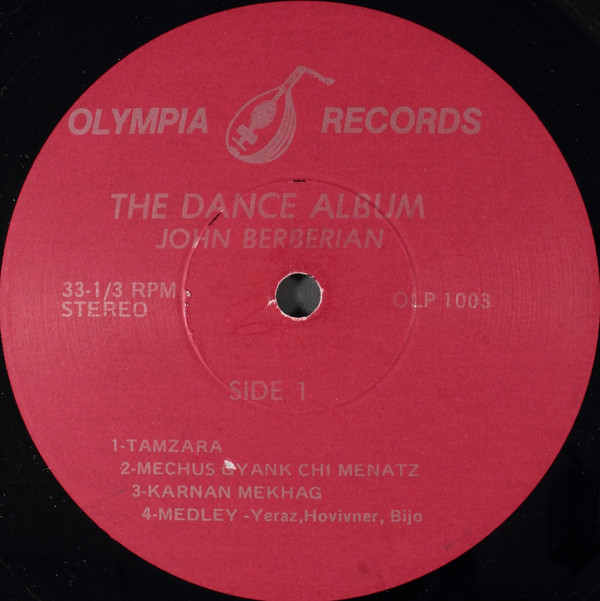 OLYMPIA RECORDS
THE DANCE ALBUM
JOHN BERBERIAN
33-1/3 RPM
STEREO
OLP 1003
SIDE 1
1-TAMZARA
2-MECHUS GYANK CHI MENATZ
3-KARNAN MEKHAG
4-MEDLEY -Yeraz,Hovivner, Bijo